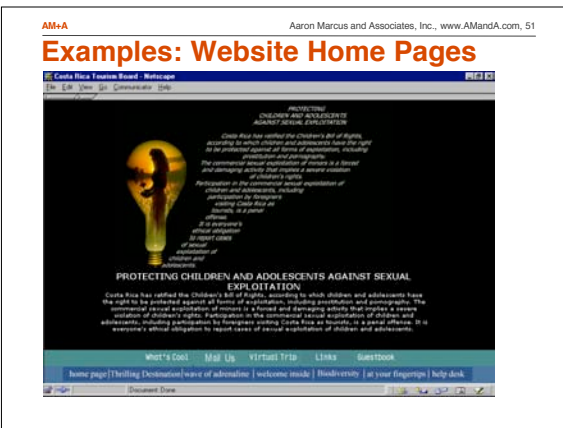 AM+A
Aaron Marcus and Associates, Inc., www.AMandA.com, 51
Examples: Website Home Pages
Costa Rica Tourism Board - Netscape
File Edit View Go Communicator Help
PROTECTING
CHILDREN AND ADOLESCENTS
AGAINST SEXUAL EXPLOITATION
Costa Rica has ratified the Children's Bill of Rights,
according to which children and adolescents have the right
to be protected against all forms of exploitation, including
prostitution and pornography.
The commercial sexual exploitation of minors is a forced
and damaging activity that implies a severe violation
of children's rights.
Participation in the commercial sexual exploitation of
children and adolescents, including
participation by foreigners
visiting Costa Rica as
tourists, is a penal
offense.
It is everyone's
ethical obligation
to report cases
of sexual
exploitation of
children and
adolescents.
PROTECTING CHILDREN AND ADOLESCENTS AGAINST SEXUAL
EXPLOITATION
Costa Rica has ratified the Children's Bill of Rights, according to which children and adolescents have
the right to be protected against all forms of exploitation, including prostitution and pornography. The
commercial sexual exploitation of minors is a forced and damaging activity that implies a severe
violation of children's rights. Participation in the commercial sexual exploitation of children and
adolescents, including participation by foreigners visiting Costa Rica as tourists, is a penal offense. It is
everyone's ethical obligation to report cases of sexual exploitation of children and adolescents.
What's Cool Mail Us Virtual Trip Links Guestbook
home page | Thrilling Destination | wave of adrenaline | welcome inside | Biodiversity | at your fingertips | help desk
Document Done